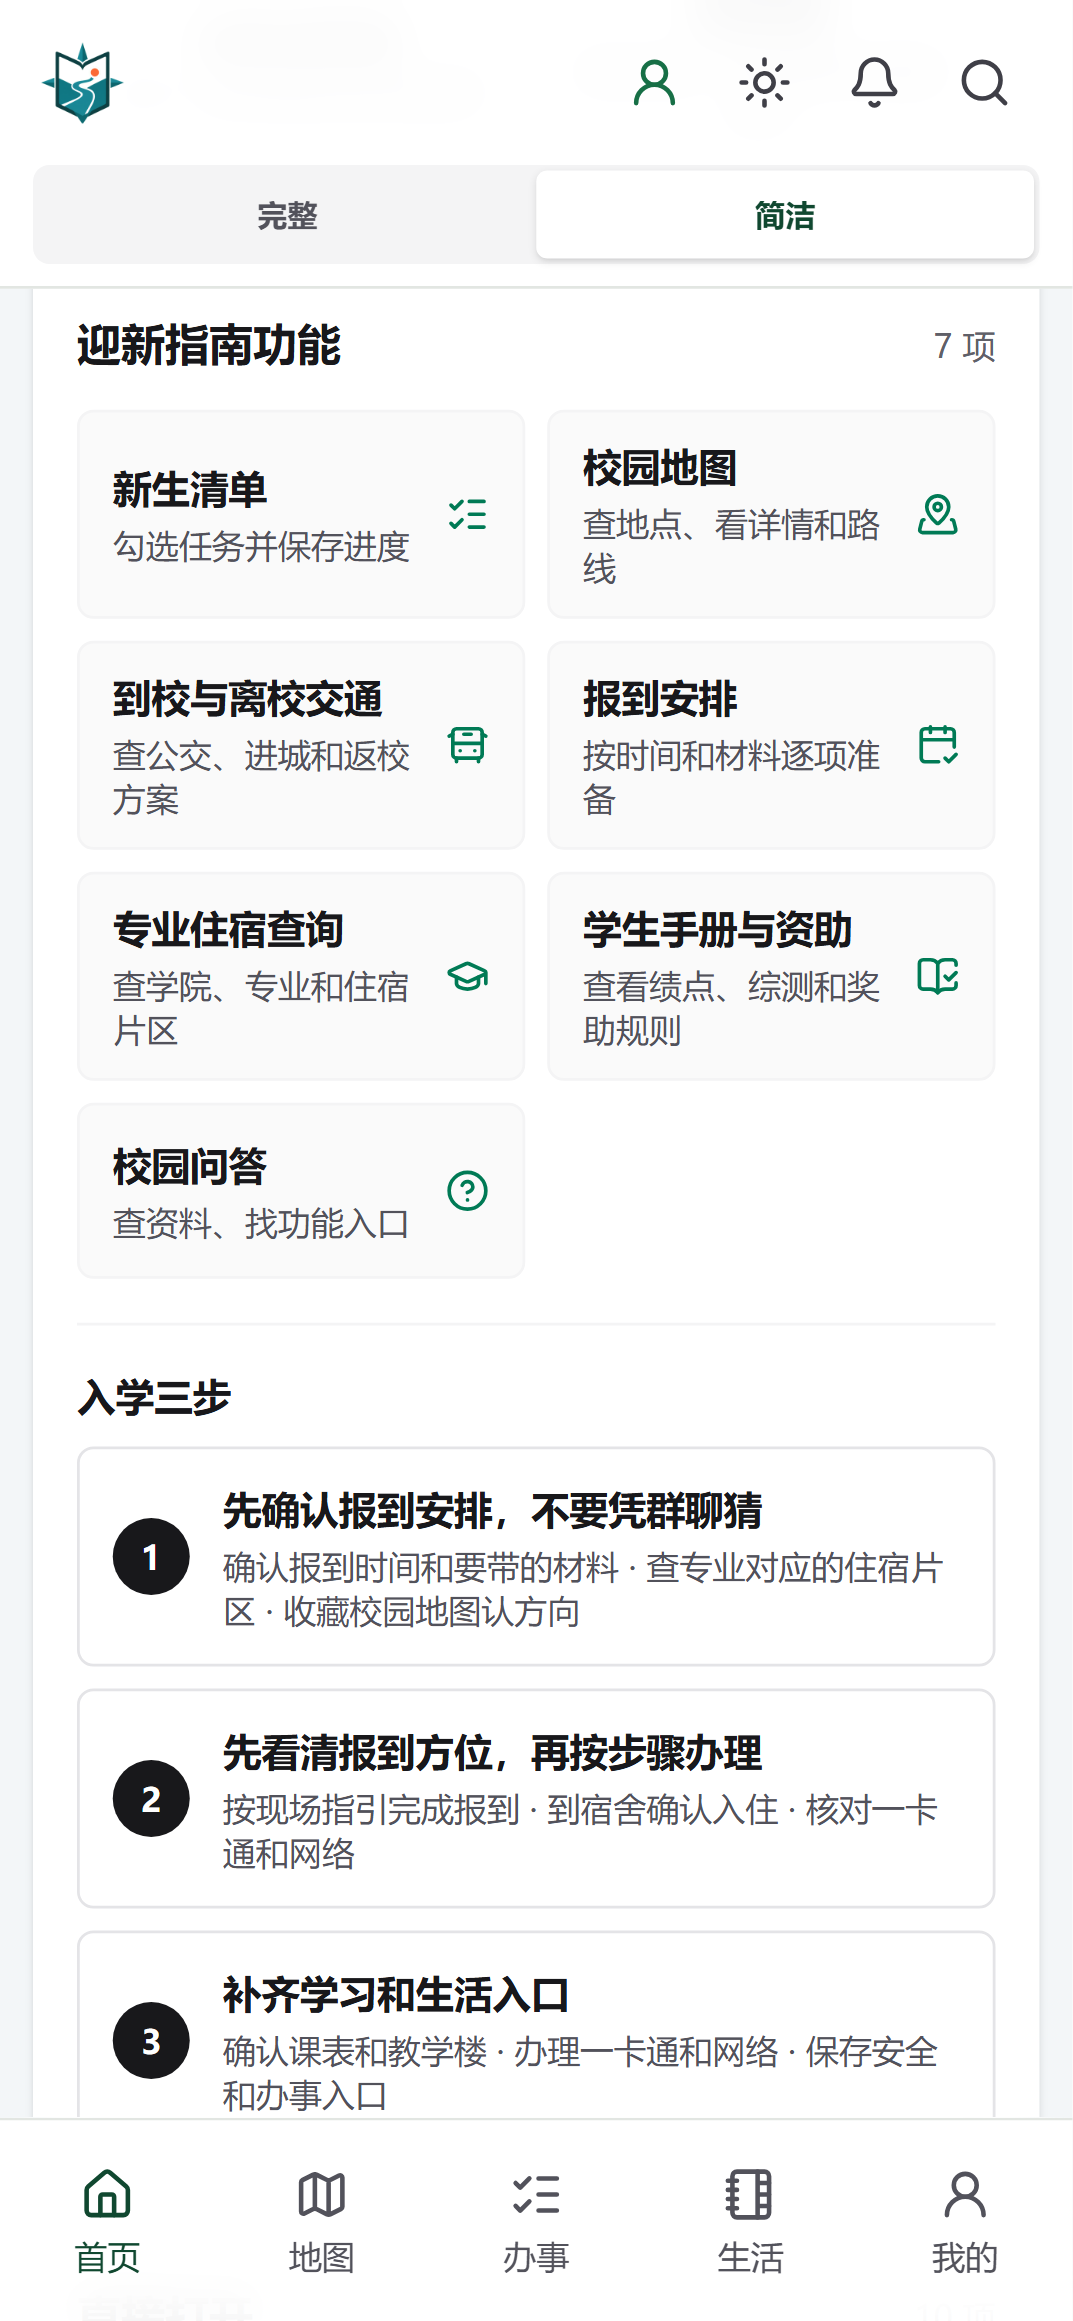 完整
简洁
迎新指南功能
7 项
新生清单
勾选任务并保存进度
校园地图
查地点、看详情和路
线
到校与离校交通
查公交、进城和返校
方案
报到安排
按时间和材料逐项准
备
专业住宿查询
查学院、专业和住宿
片区
学生手册与资助
查看绩点、综测和奖
助规则
校园问答
查资料、找功能入口
入学三步
1
先确认报到安排，不要凭群聊猜
确认报到时间和要带的材料 · 查专业对应的住宿片
区 · 收藏校园地图认方向
2
先看清报到方位，再按步骤办理
按现场指引完成报到 · 到宿舍确认入住 · 核对一卡
通和网络
3
补齐学习和生活入口
确认课表和教学楼 · 办理一卡通和网络 · 保存安全
和办事入口
首页
地图
办事
生活
我的